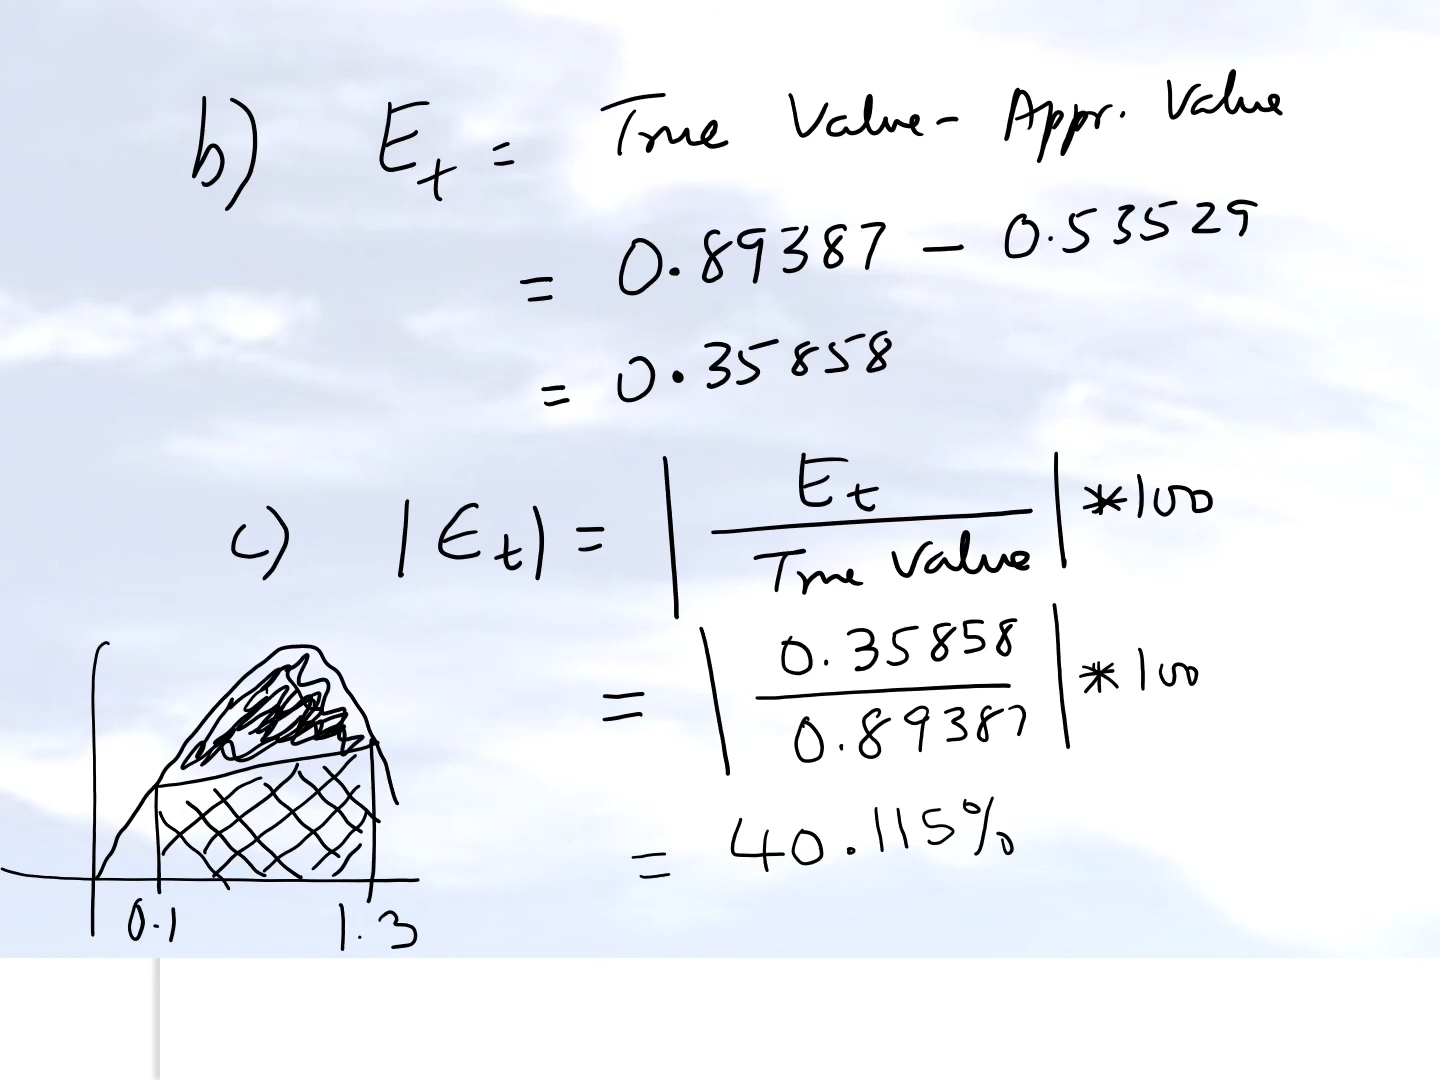 b) Et = True Value - Appr. Value
= 0.89387 - 0.53529
= 0.35858
c) |Et| = | Et / True Value | * 100
= | 0.35858 / 0.89387 | * 100
= 40.115%
0.1 1.3